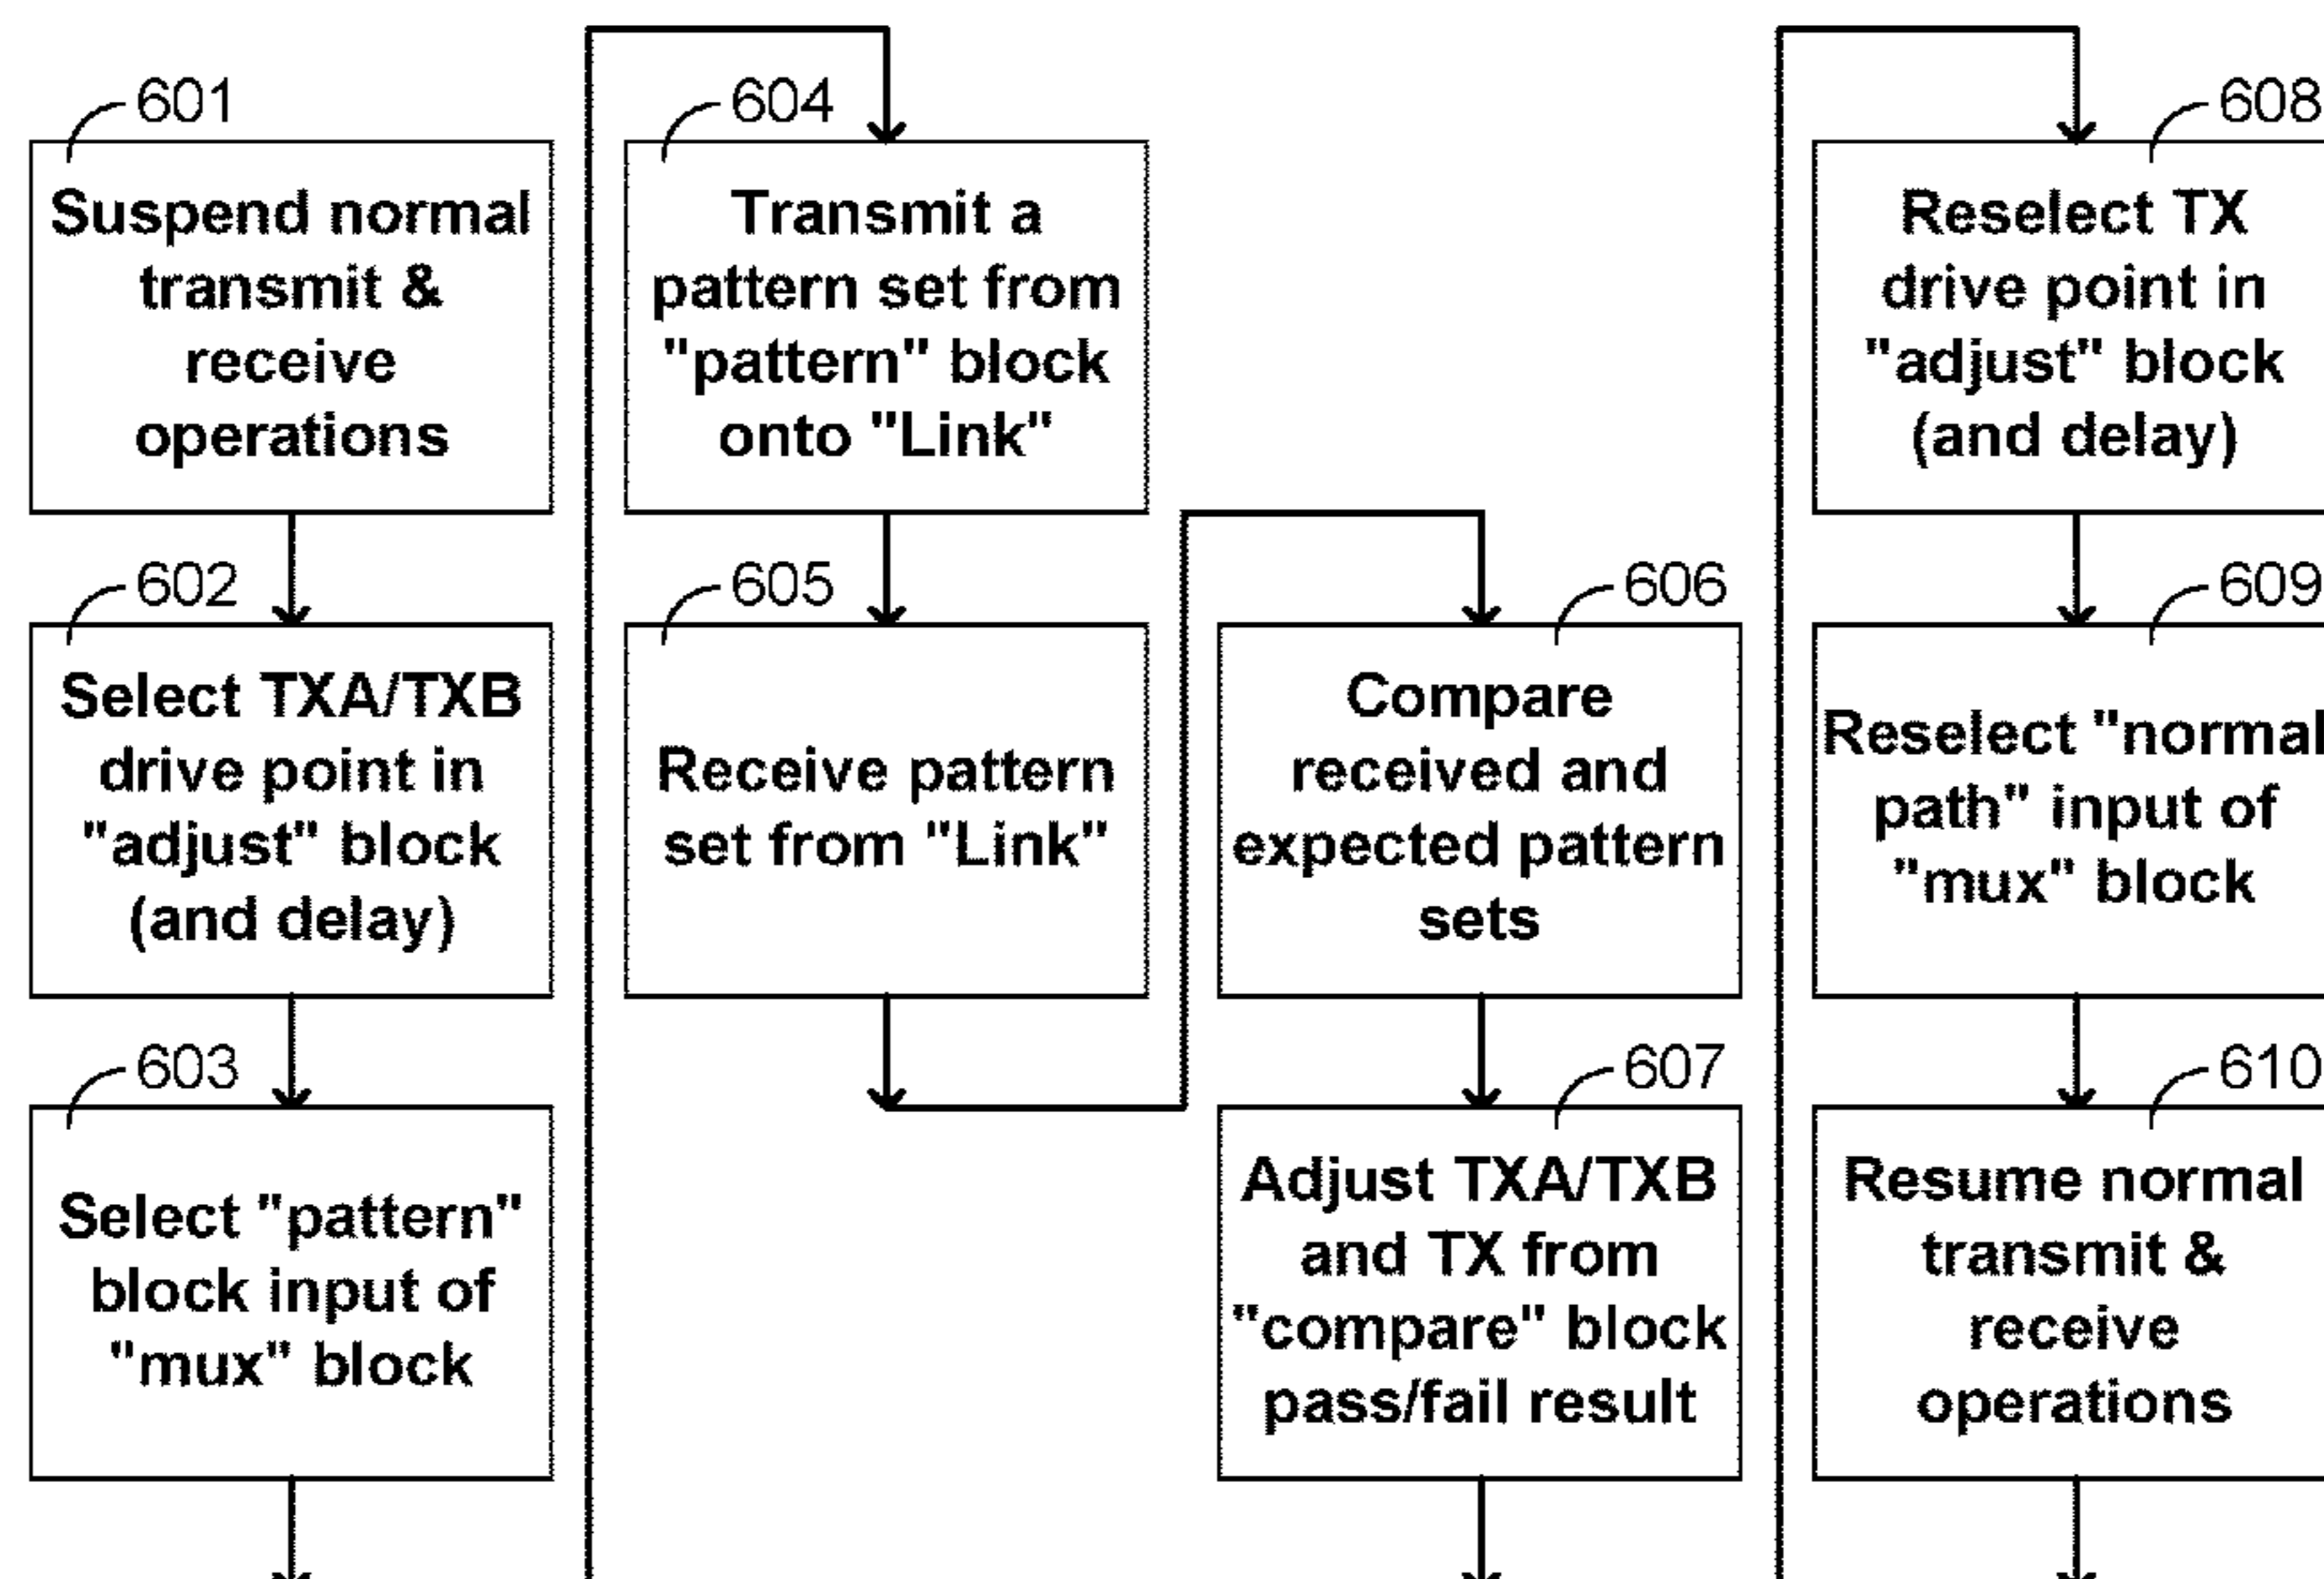 601
Suspend normal
transmit &
receive
operations
602
Select TXA/TXB
drive point in
"adjust" block
(and delay)
603
Select "pattern"
block input of
"mux" block
604
Transmit a
pattern set from
"pattern" block
onto "Link"
605
Receive pattern
set from "Link"
606
Compare
received and
expected pattern
sets
607
Adjust TXA/TXB
and TX from
"compare" block
pass/fail result
608
Reselect TX
drive point in
"adjust" block
(and delay)
609
Reselect "normal
path" input of
"mux" block
610
Resume normal
transmit &
receive
operations